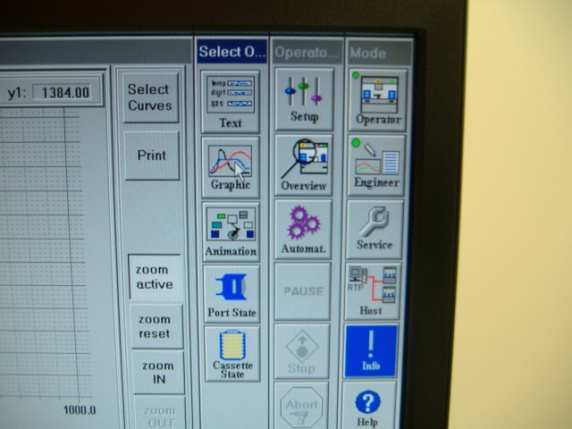 Select O...
Operato...
Mode
y1: 1384.00
Select
Curves
Print
zoom
active
zoom
reset
zoom
IN
zoom
OUT
1000.0
Text
Graphic
Animation
Port State
Cassette
State
Setup
Overview
Automat.
PAUSE
Stop
Abort
Operator
Engineer
Service
RTP
Host
Info
Help